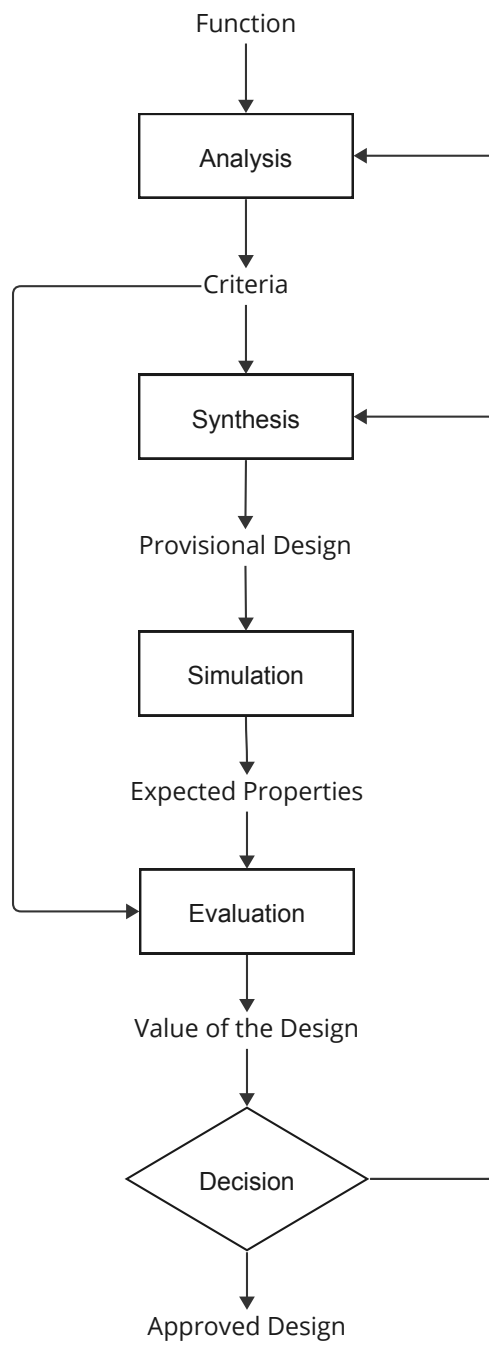 Function
Analysis
Criteria
Synthesis
Provisional Design
Simulation
Expected Properties
Evaluation
Value of the Design
Decision
Approved Design